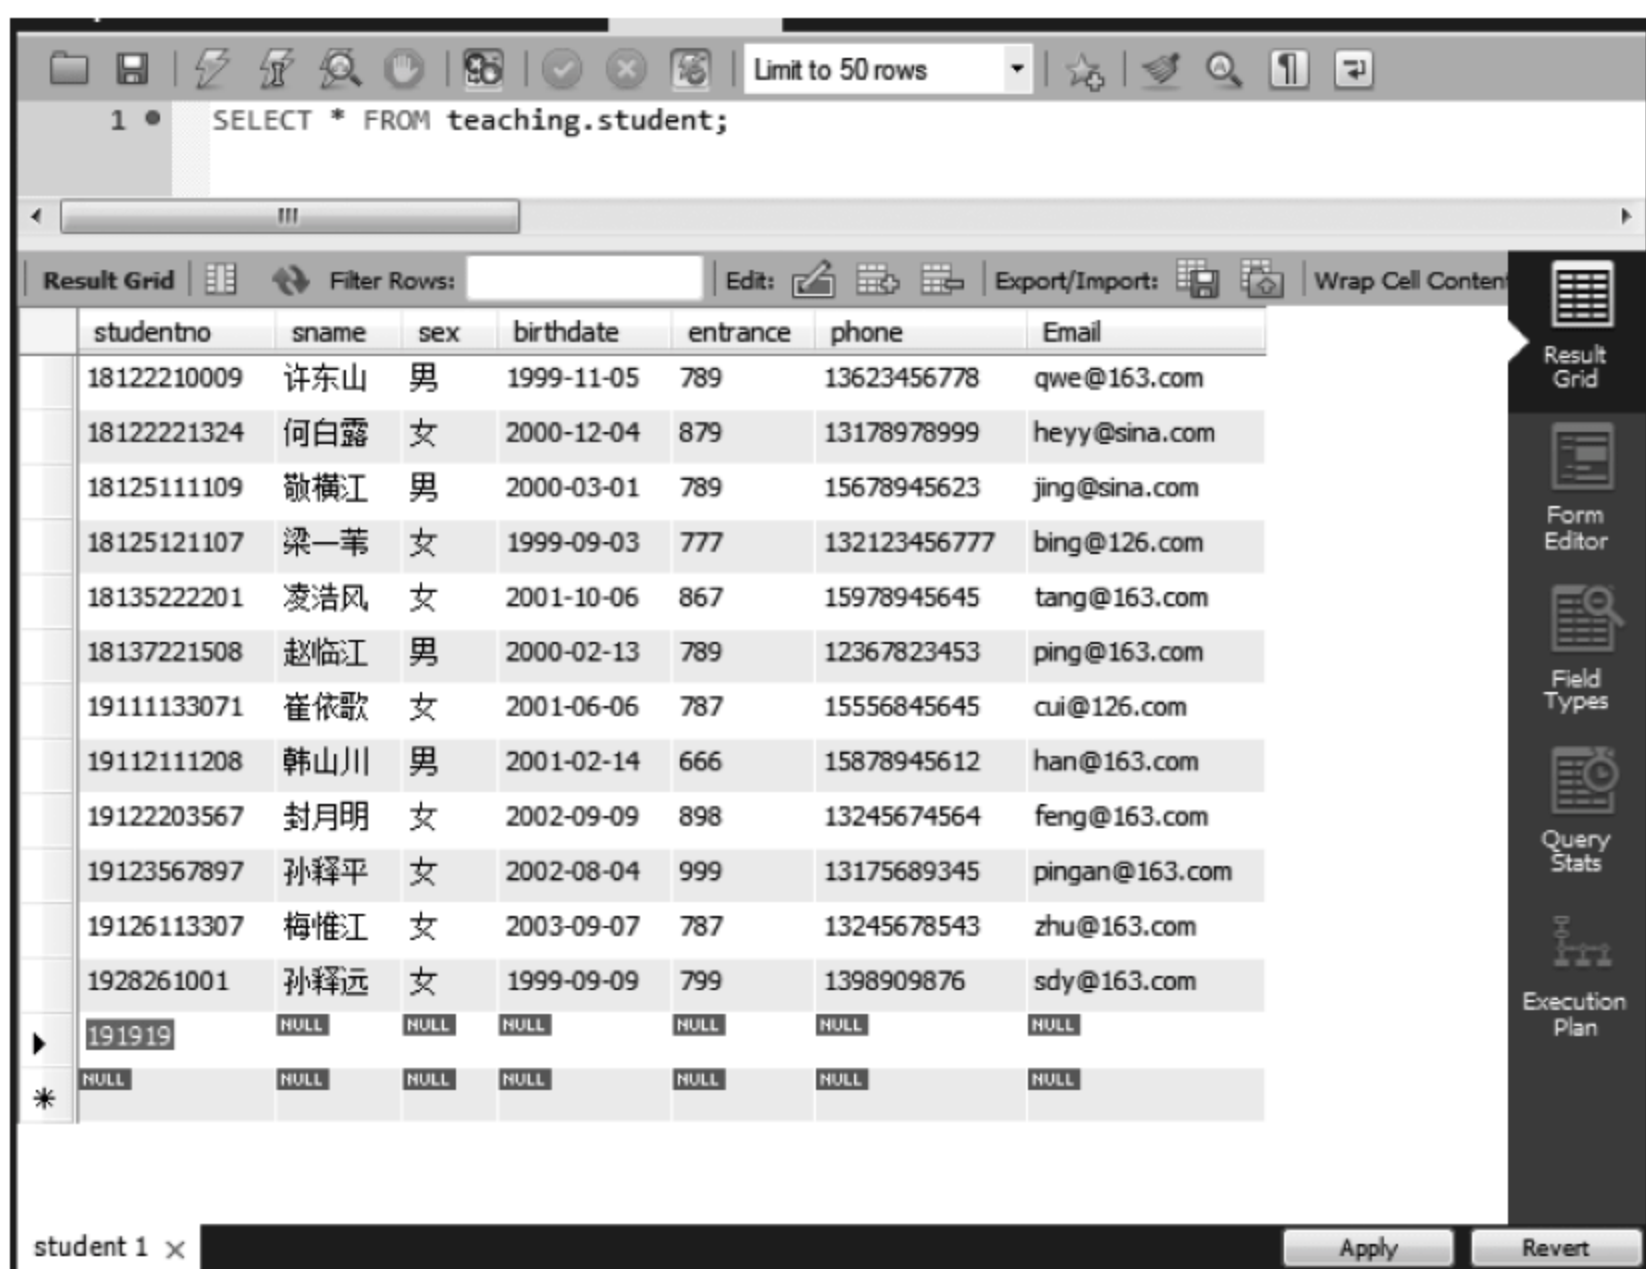 Limit to 50 rows
1 SELECT * FROM teaching.student;
Result Grid Filter Rows: Edit: Export/Import: Wrap Cell Conten
studentno sname sex birthdate entrance phone Email
18122210009 许东山 男 1999-11-05 789 13623456778 qwe@163.com
18122221324 何白露 女 2000-12-04 879 13178978999 heyy@sina.com
18125111109 敬横江 男 2000-03-01 789 15678945623 jing@sina.com
18125121107 梁一苇 女 1999-09-03 777 132123456777 bing@126.com
18135222201 凌浩风 女 2001-10-06 867 15978945645 tang@163.com
18137221508 赵临江 男 2000-02-13 789 12367823453 ping@163.com
19111133071 崔依歌 女 2001-06-06 787 15556845645 cui@126.com
19112111208 韩山川 男 2001-02-14 666 15878945612 han@163.com
19122203567 封月明 女 2002-09-09 898 13245674564 feng@163.com
19123567897 孙释平 女 2002-08-04 999 13175689345 pingan@163.com
19126113307 梅惟江 女 2003-09-07 787 13245678543 zhu@163.com
1928261001 孙释远 女 1999-09-09 799 1398909876 sdy@163.com
191919 NULL NULL NULL NULL NULL NULL
NULL NULL NULL NULL NULL NULL NULL
Result
Grid
Form
Editor
Field
Types
Query
Stats
Execution
Plan
student 1 Apply Revert